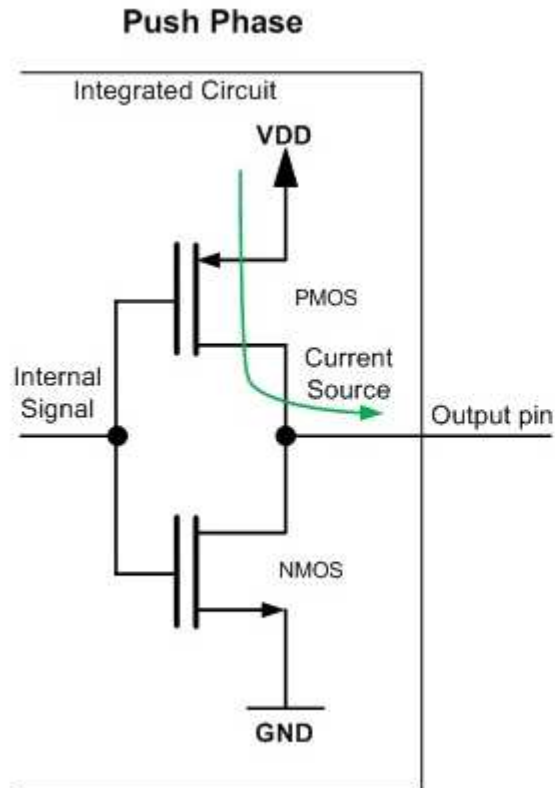 Push Phase
Integrated Circuit
VDD
PMOS
Current
Source
Internal
Signal
Output pin
NMOS
GND